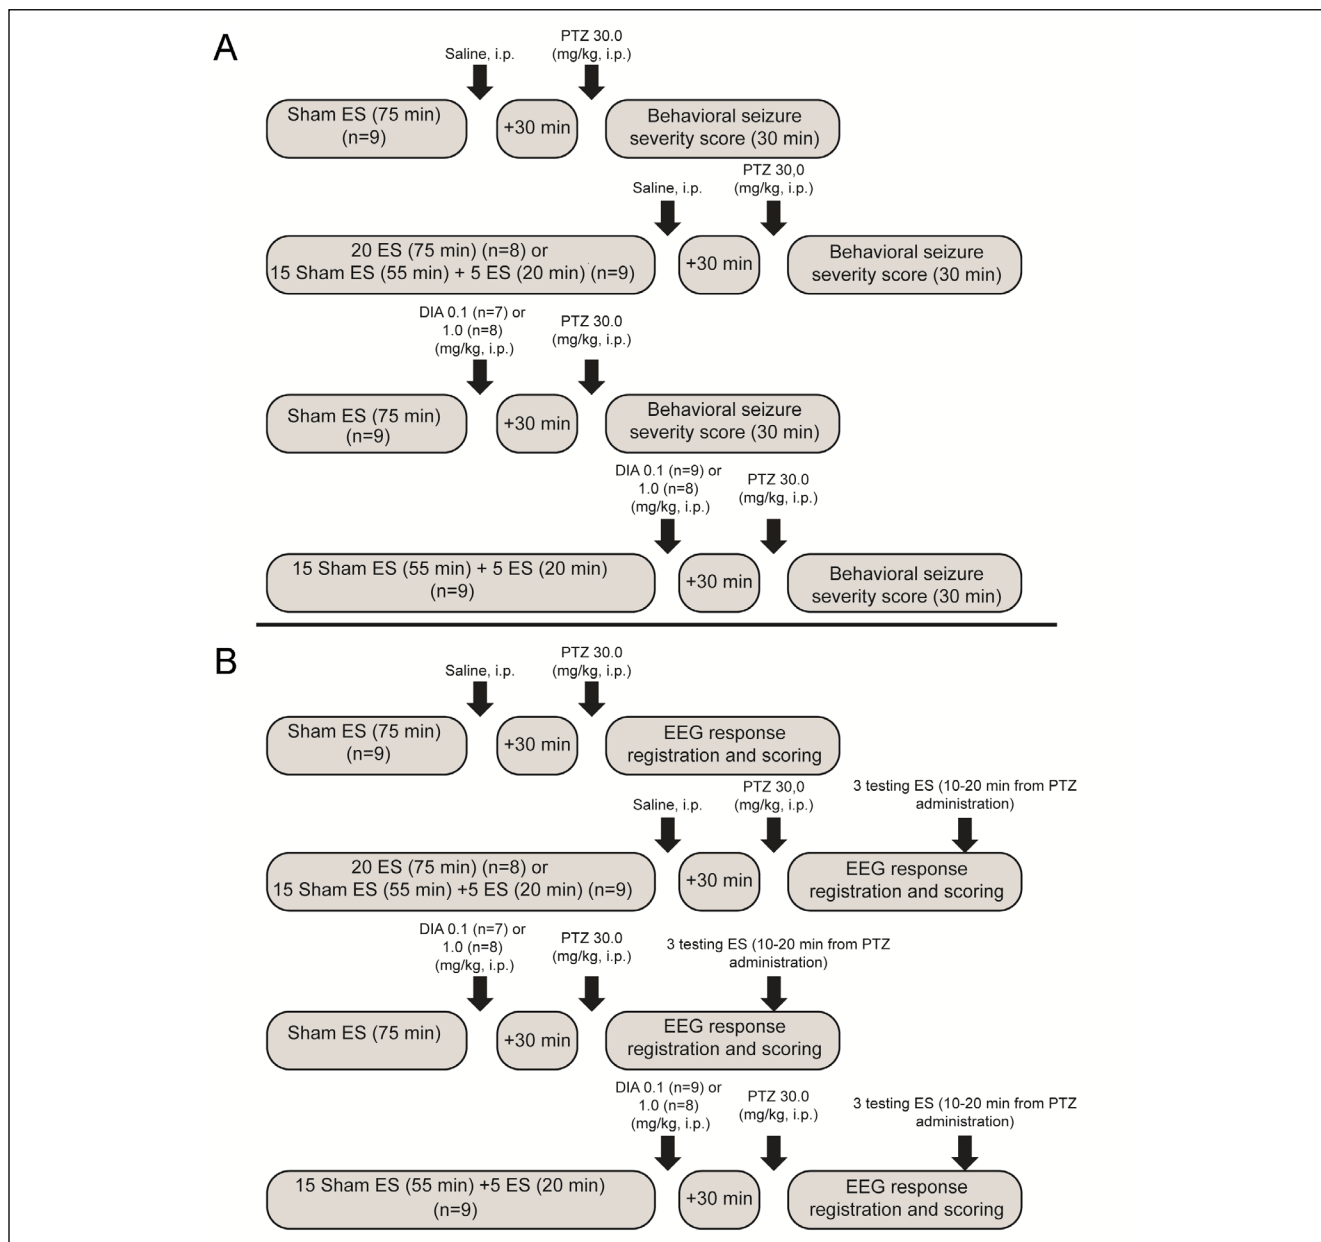 A
Saline, i.p.
PTZ 30.0
(mg/kg, i.p.)
Sham ES (75 min)
(n=9)
+30 min
Behavioral seizure
severity score (30 min)
Saline, i.p.
PTZ 30,0
(mg/kg, i.p.)
20 ES (75 min) (n=8) or
15 Sham ES (55 min) + 5 ES (20 min) (n=9)
+30 min
Behavioral seizure
severity score (30 min)
DIA 0.1 (n=7) or
1.0 (n=8)
(mg/kg, i.p.)
PTZ 30.0
(mg/kg, i.p.)
Sham ES (75 min)
(n=9)
+30 min
Behavioral seizure
severity score (30 min)
DIA 0.1 (n=9) or
1.0 (n=8)
(mg/kg, i.p.)
PTZ 30.0
(mg/kg, i.p.)
15 Sham ES (55 min) + 5 ES (20 min)
(n=9)
+30 min
Behavioral seizure
severity score (30 min)
B
Saline, i.p.
PTZ 30.0
(mg/kg, i.p.)
Sham ES (75 min)
(n=9)
+30 min
EEG response
registration and scoring
Saline, i.p.
PTZ 30,0
(mg/kg, i.p.)
3 testing ES (10-20 min from PTZ
administration)
20 ES (75 min) (n=8) or
15 Sham ES (55 min) +5 ES (20 min) (n=9)
+30 min
EEG response
registration and scoring
DIA 0.1 (n=7) or
1.0 (n=8)
(mg/kg, i.p.)
PTZ 30.0
(mg/kg, i.p.)
3 testing ES (10-20 min from PTZ
administration)
Sham ES (75 min)
+30 min
EEG response
registration and scoring
DIA 0.1 (n=9) or
1.0 (n=8)
(mg/kg, i.p.)
PTZ 30.0
(mg/kg, i.p.)
3 testing ES (10-20 min from PTZ
administration)
15 Sham ES (55 min) +5 ES (20 min)
(n=9)
+30 min
EEG response
registration and scoring